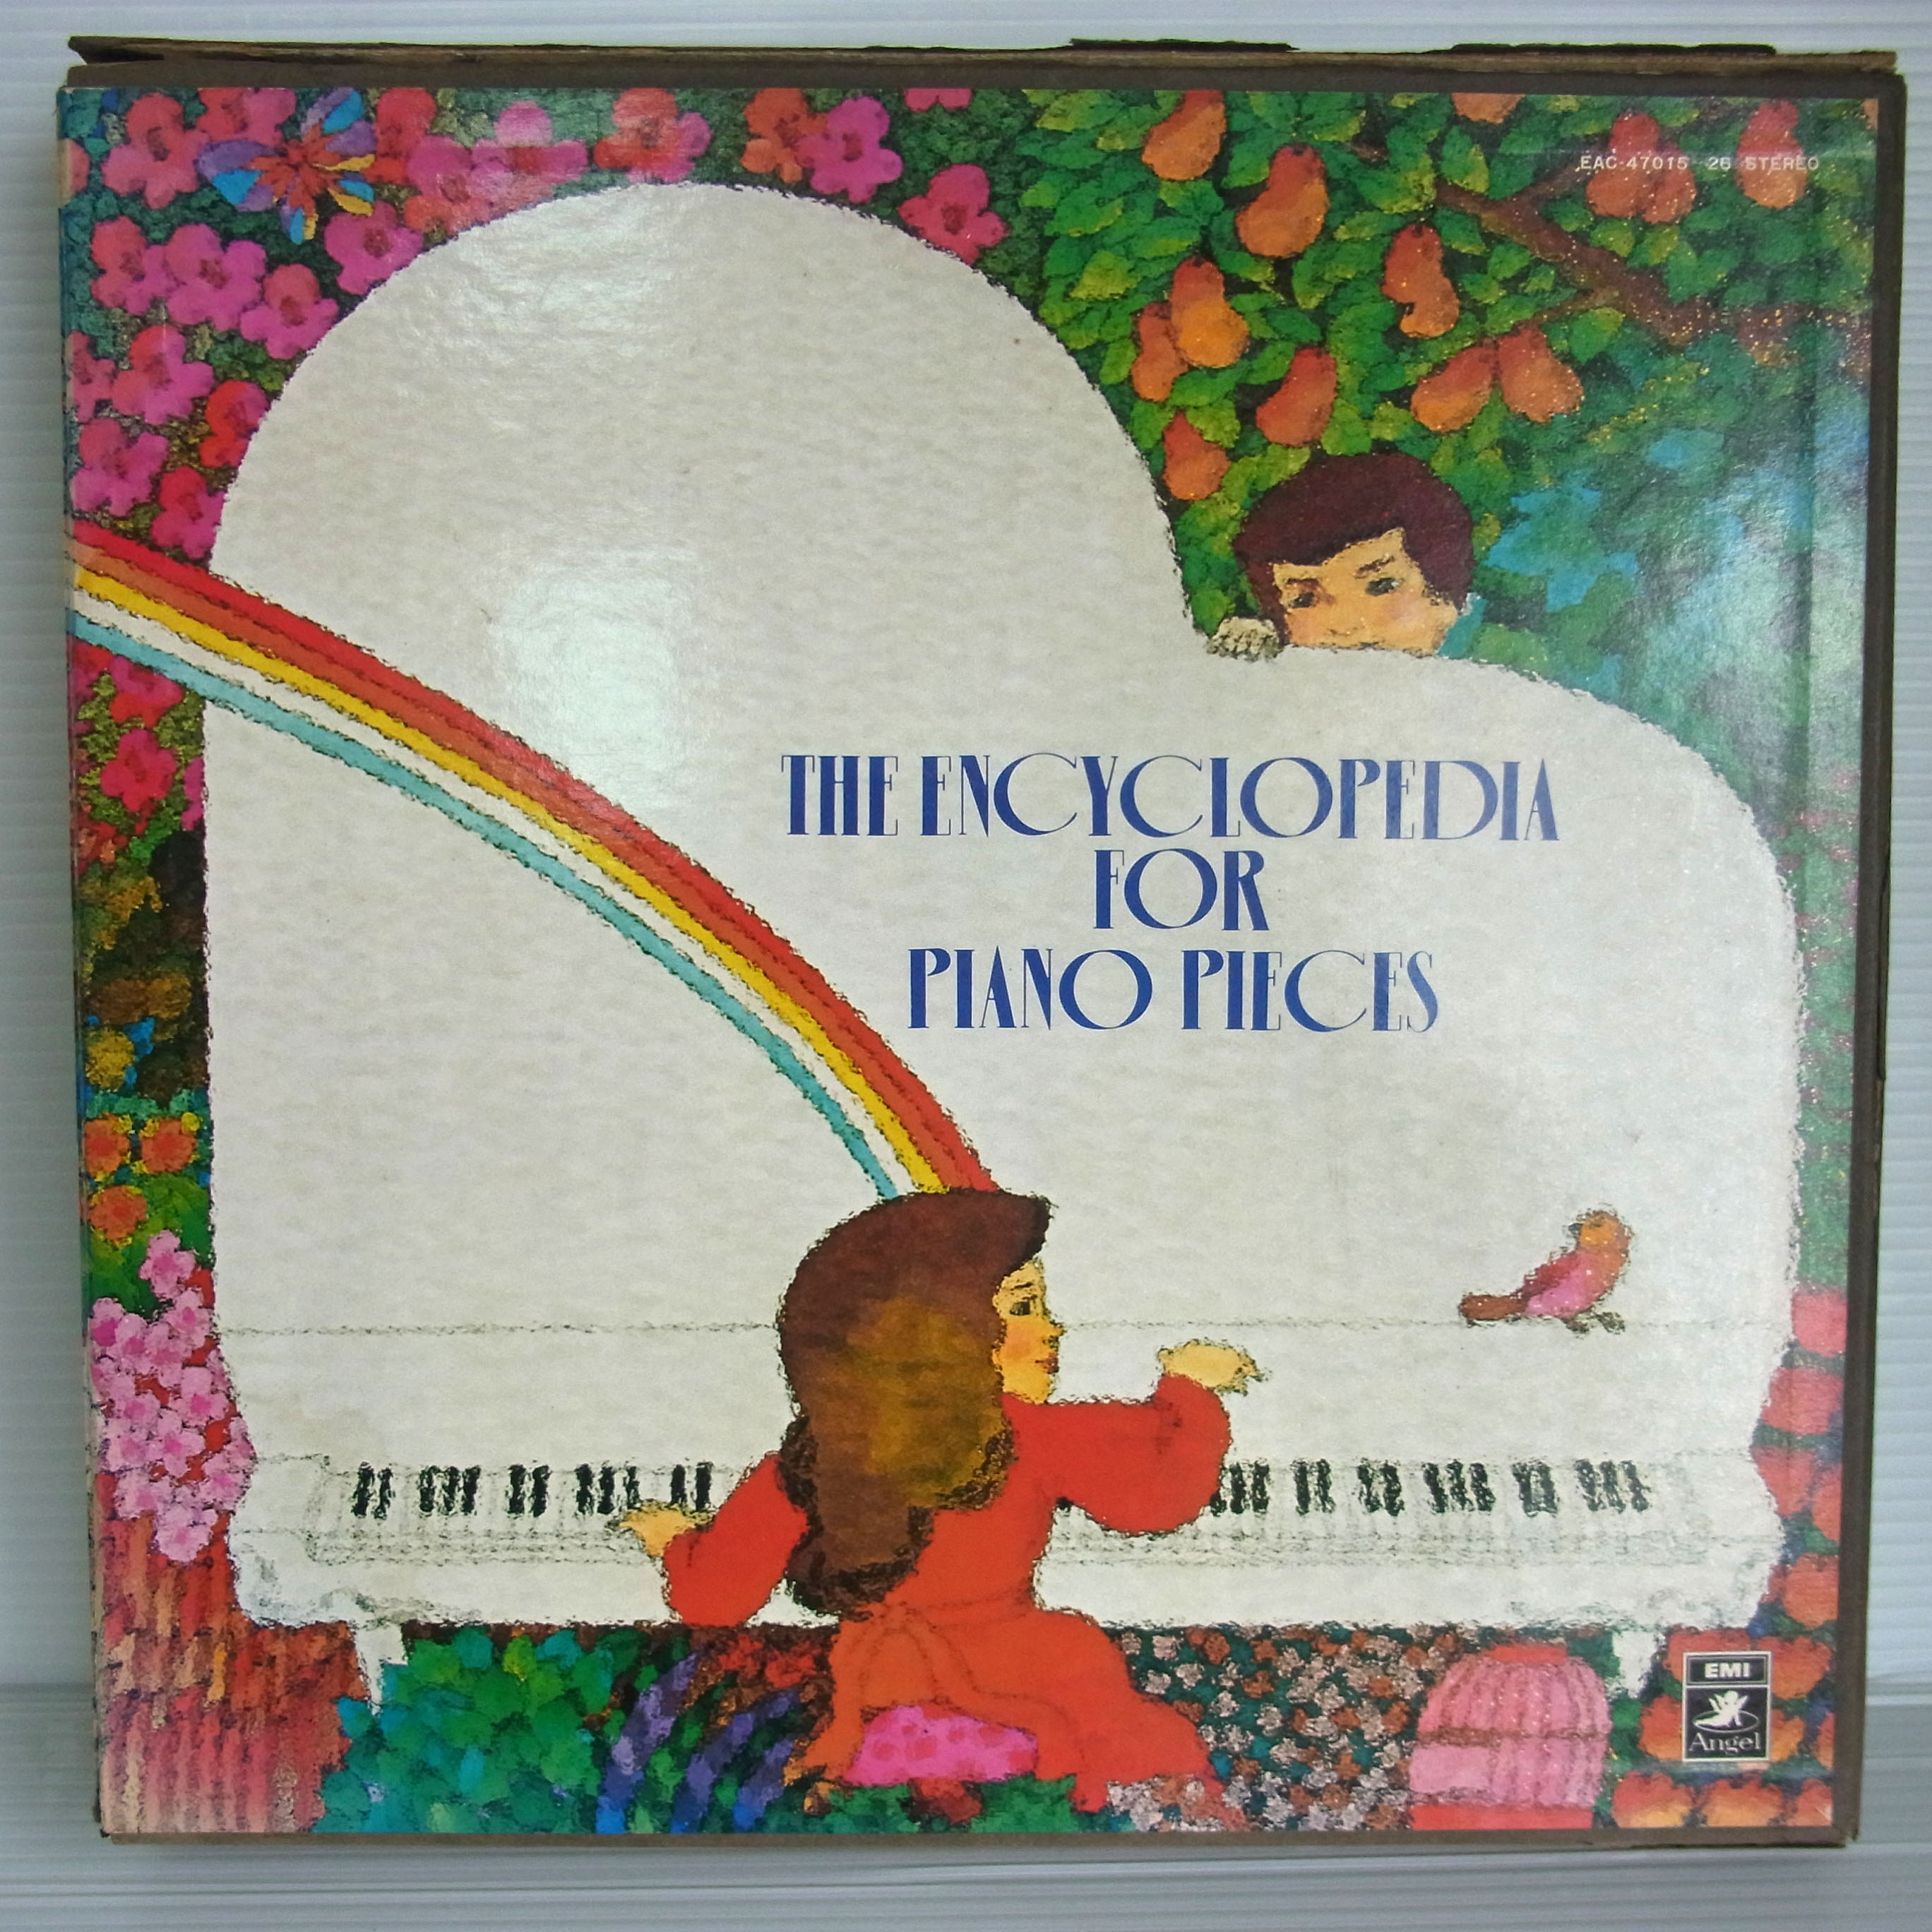 EAC-47015-26 STEREO
THE ENCYCLOPEDIA
FOR
PIANO PIECES
EMI
Angel